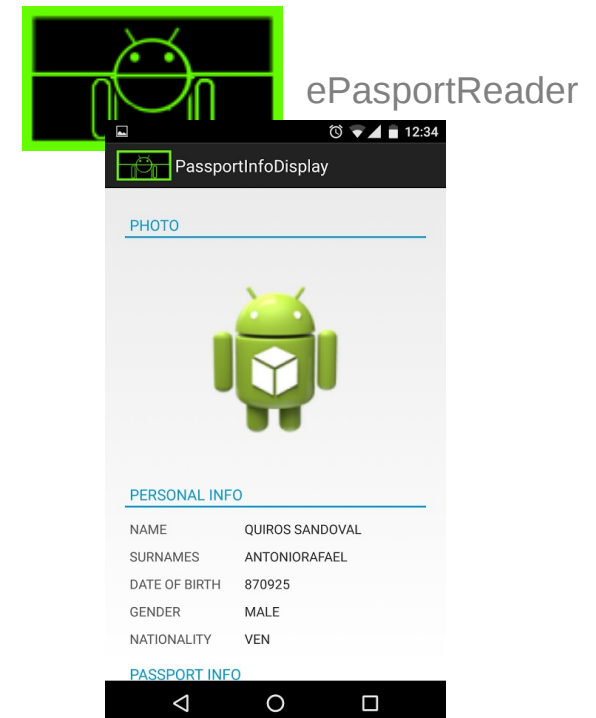 ePasportReader
12:34
PassportInfoDisplay
PHOTO
PERSONAL INFO
NAME QUIROS SANDOVAL
SURNAMES ANTONIORAFAEL
DATE OF BIRTH 870925
GENDER MALE
NATIONALITY VEN
PASSPORT INFO